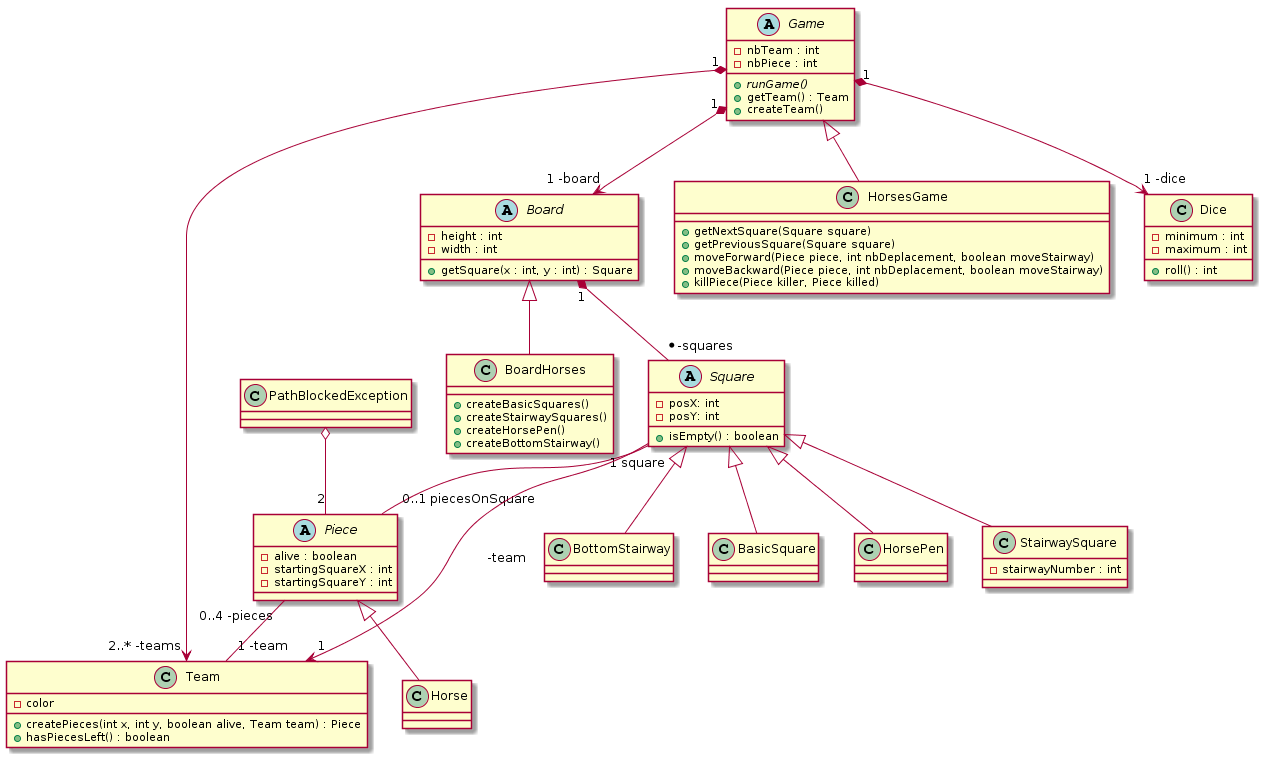 A Game
nbTeam : int
nbPiece : int
runGame()
getTeam() : Team
createTeam()
1
1
1
1 -board
1 -dice
A Board
height : int
width : int
getSquare(x : int, y : int) : Square
C HorsesGame
getNextSquare(Square square)
getPreviousSquare(Square square)
moveForward(Piece piece, int nbDeplacement, boolean moveStairway)
moveBackward(Piece piece, int nbDeplacement, boolean moveStairway)
killPiece(Piece killer, Piece killed)
C Dice
minimum : int
maximum : int
roll() : int
1
* -squares
C PathBlockedException
C BoardHorses
createBasicSquares()
createStairwaySquares()
createHorsePen()
createBottomStairway()
A Square
posX: int
posY: int
isEmpty() : boolean
1 square
2
0..1 piecesOnSquare
A Piece
alive : boolean
startingSquareX : int
startingSquareY : int
-team
C BottomStairway
C BasicSquare
C HorsePen
C StairwaySquare
stairwayNumber : int
0..4 -pieces
2..* -teams
1 -team
1
C Team
color
createPieces(int x, int y, boolean alive, Team team) : Piece
hasPiecesLeft() : boolean
C Horse